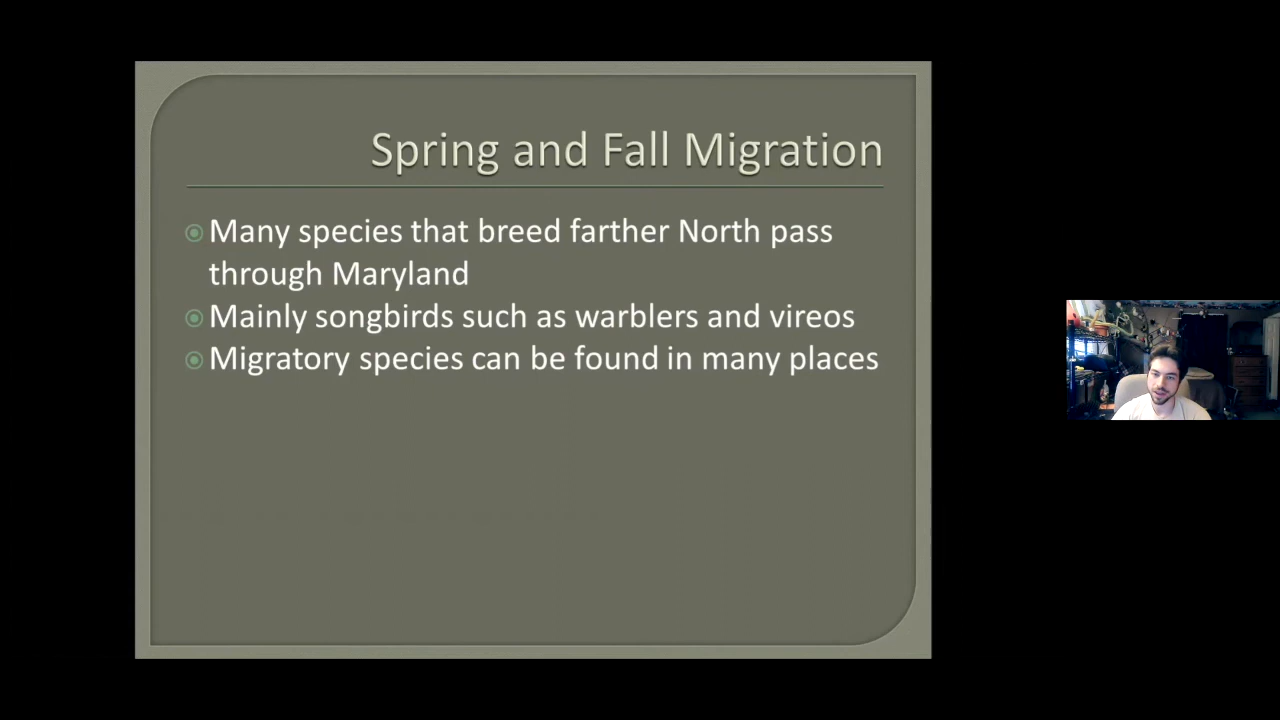 Spring and Fall Migration
Many species that breed farther North pass
through Maryland
Mainly songbirds such as warblers and vireos
Migratory species can be found in many places